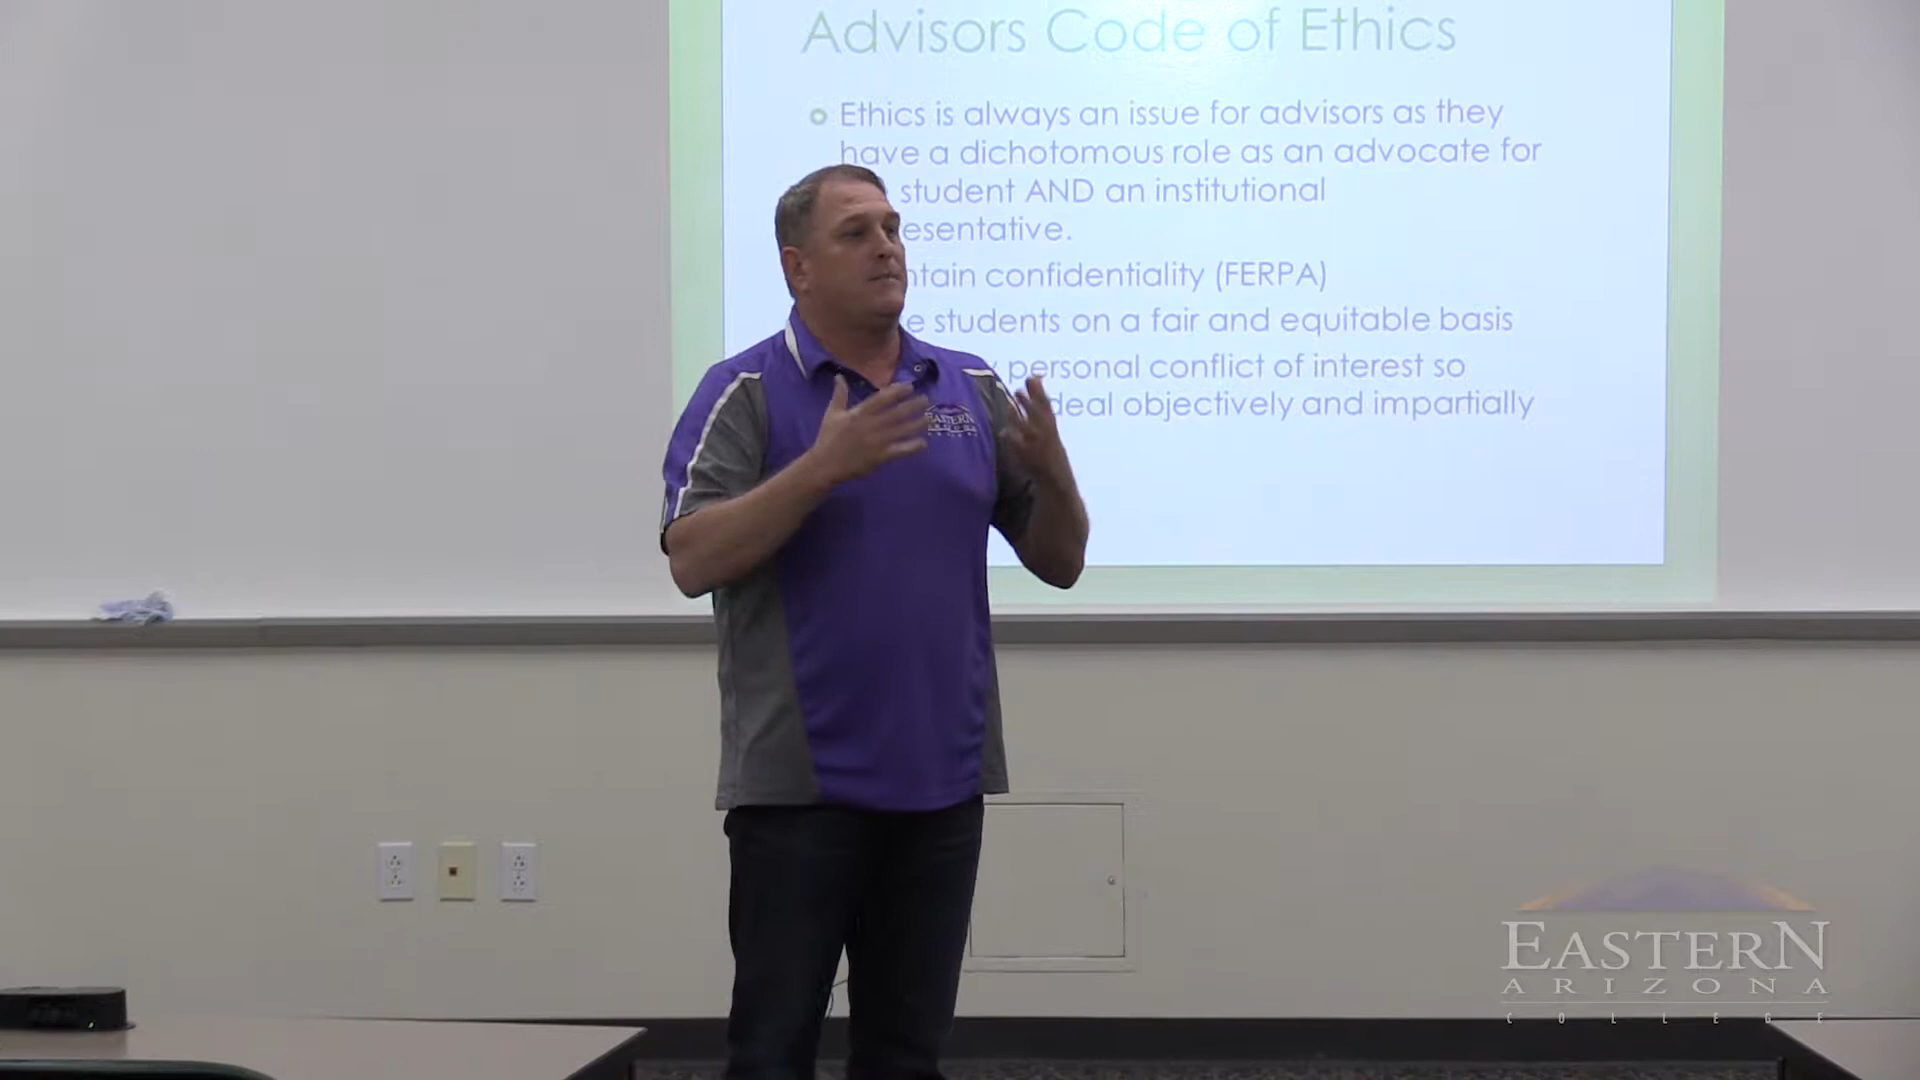 Advisors Code of Ethics
Ethics is always an issue for advisors as they
have a dichotomous role as an advocate for
student AND an institutional
esentative.
ntain confidentiality (FERPA)
e students on a fair and equitable basis
personal conflict of interest so
deal objectively and impartially
EASTERN
ARIZONA
COLLEGE
EASTERN